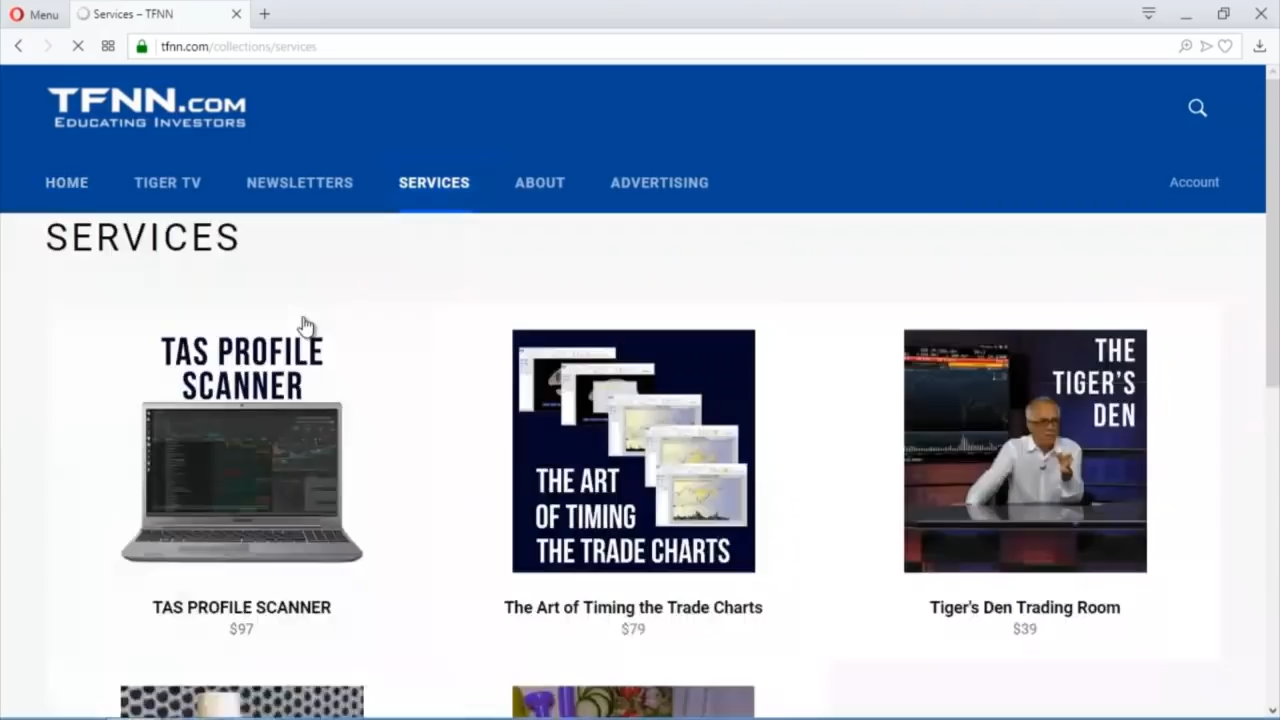 Menu
Services – TFNN
tfnn.com/collections/services
TFNN.COM
EDUCATING INVESTORS
HOME
TIGER TV
NEWSLETTERS
SERVICES
ABOUT
ADVERTISING
Account
SERVICES
TAS PROFILE
SCANNER
THE ART
OF TIMING
THE TRADE CHARTS
THE
TIGER'S
DEN
TAS PROFILE SCANNER
$97
The Art of Timing the Trade Charts
$79
Tiger's Den Trading Room
$39